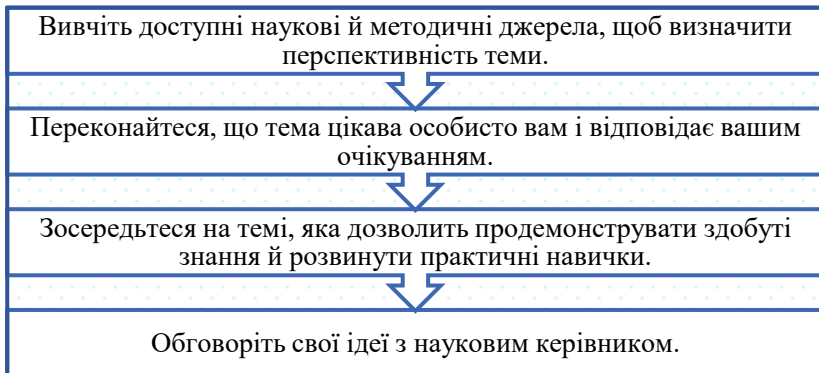 Вивчіть доступні наукові й методичні джерела, щоб визначити
перспективність теми.
Переконайтеся, що тема цікава особисто вам і відповідає вашим
очікуванням.
Зосередьтеся на темі, яка дозволить продемонструвати здобуті
знання й розвинути практичні навички.
Обговоріть свої ідеї з науковим керівником.